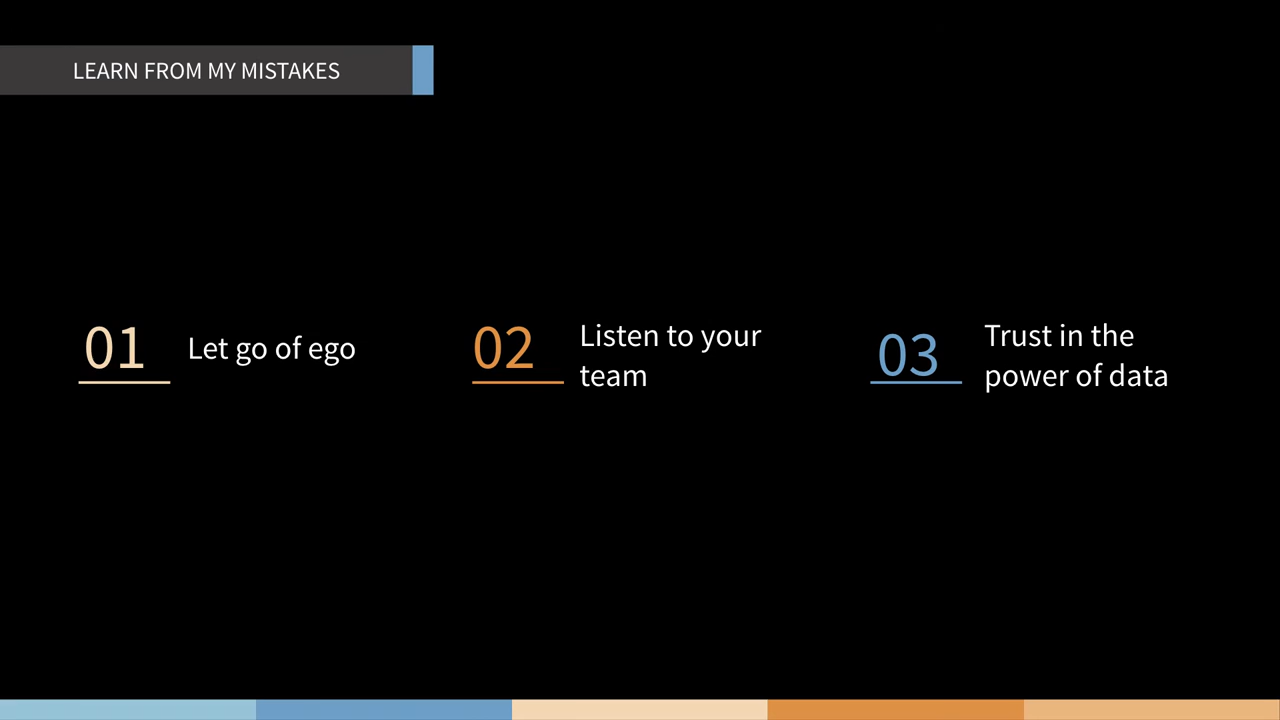 LEARN FROM MY MISTAKES
01
Let go of ego
02
Listen to your
team
03
Trust in the
power of data